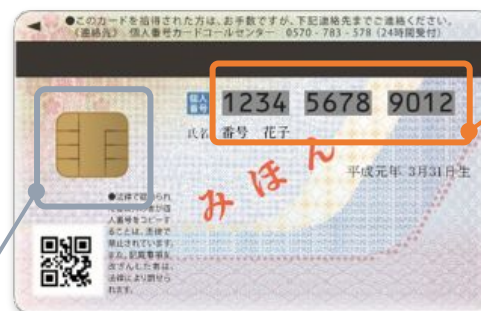 ●このカードを拾得された方は、お手数ですが、下記連絡先までご連絡ください。
《連絡先》 個人番号カードコールセンター 0570-783-578 (24時間受付)
個人番号 1234 5678 9012
氏名 番号 花子
平成元年 3月31日生
みほん
●法律で認められ
人番号をコピーす
ることは、法律で
禁止されています。
また、記載事項を
改ざんした者は、
法律により罰せら
れます。